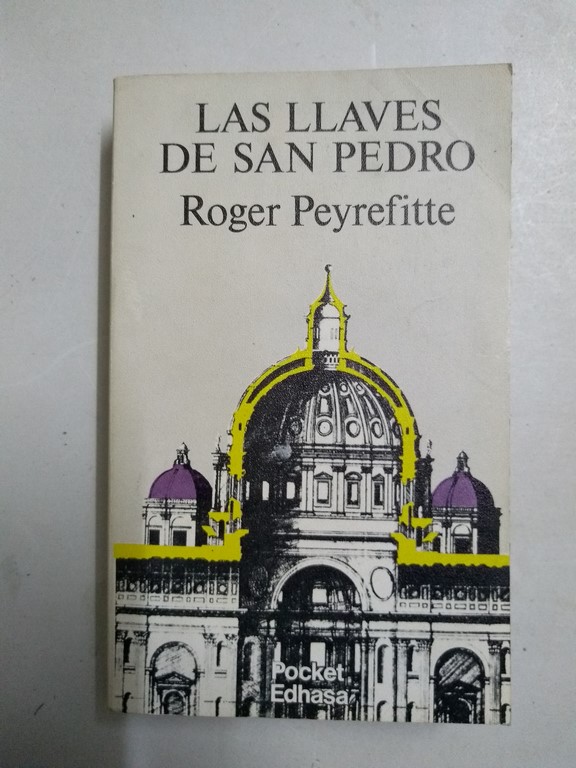 LAS LLAVES
DE SAN PEDRO
Roger Peyrefitte
Pocket
Edhasa